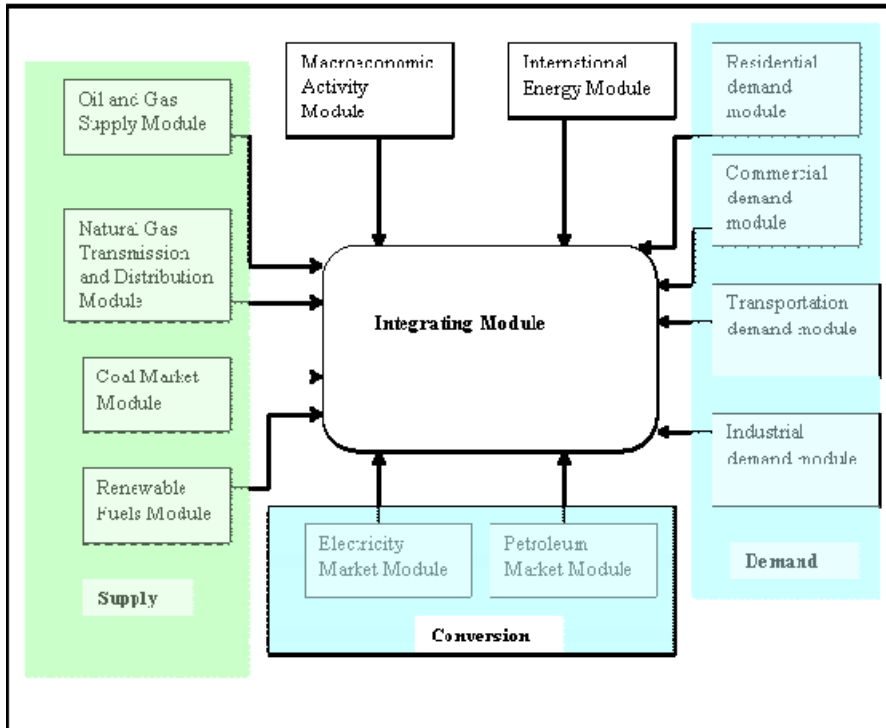 Macroeconomic
Activity
Module
International
Energy Module
Residential
demand
module
Oil and Gas
Supply Module
Commercial
demand
module
Natural Gas
Transmission
and Distribution
Module
Integrating Module
Transportation
demand module
Coal Market
Module
Industrial
demand module
Renewable
Fuels Module
Electricity
Market Module
Petroleum
Market Module
Demand
Supply
Conversion